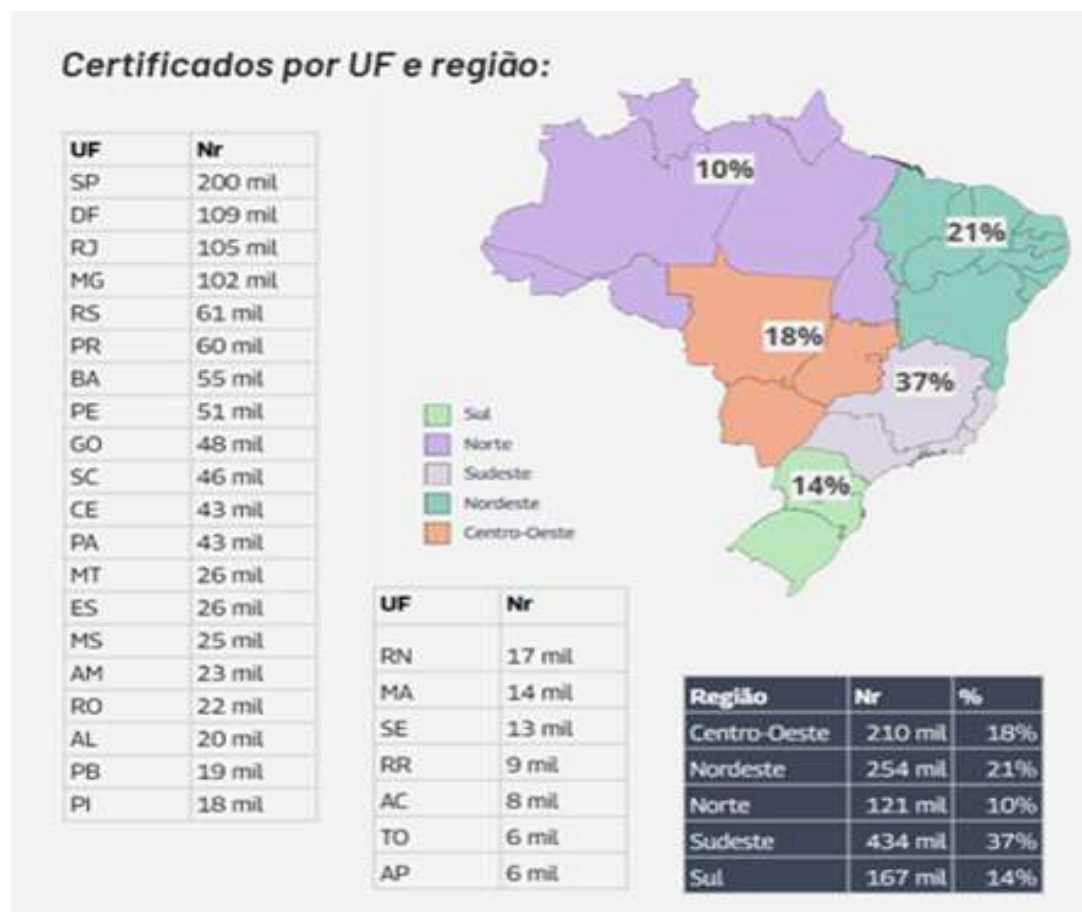 Certificados por UF e região:
UF Nr
SP 200 mil
DF 109 mil
RJ 105 mil
MG 102 mil
RS 61 mil
PR 60 mil
BA 55 mil
PE 51 mil
GO 48 mil
SC 46 mil
CE 43 mil
PA 43 mil
MT 26 mil
ES 26 mil
MS 25 mil
AM 23 mil
RO 22 mil
AL 20 mil
PB 19 mil
PI 18 mil
10%
21%
18%
37%
14%
Sul
Norte
Sudeste
Nordeste
Centro-Oeste
UF Nr
RN 17 mil
MA 14 mil
SE 13 mil
RR 9 mil
AC 8 mil
TO 6 mil
AP 6 mil
Região Nr %
Centro-Oeste 210 mil 18%
Nordeste 254 mil 21%
Norte 121 mil 10%
Sudeste 434 mil 37%
Sul 167 mil 14%